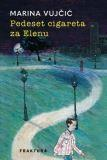 MARINA VUJČIĆ
Pedeset cigareta
za Elenu
FRAKTURA